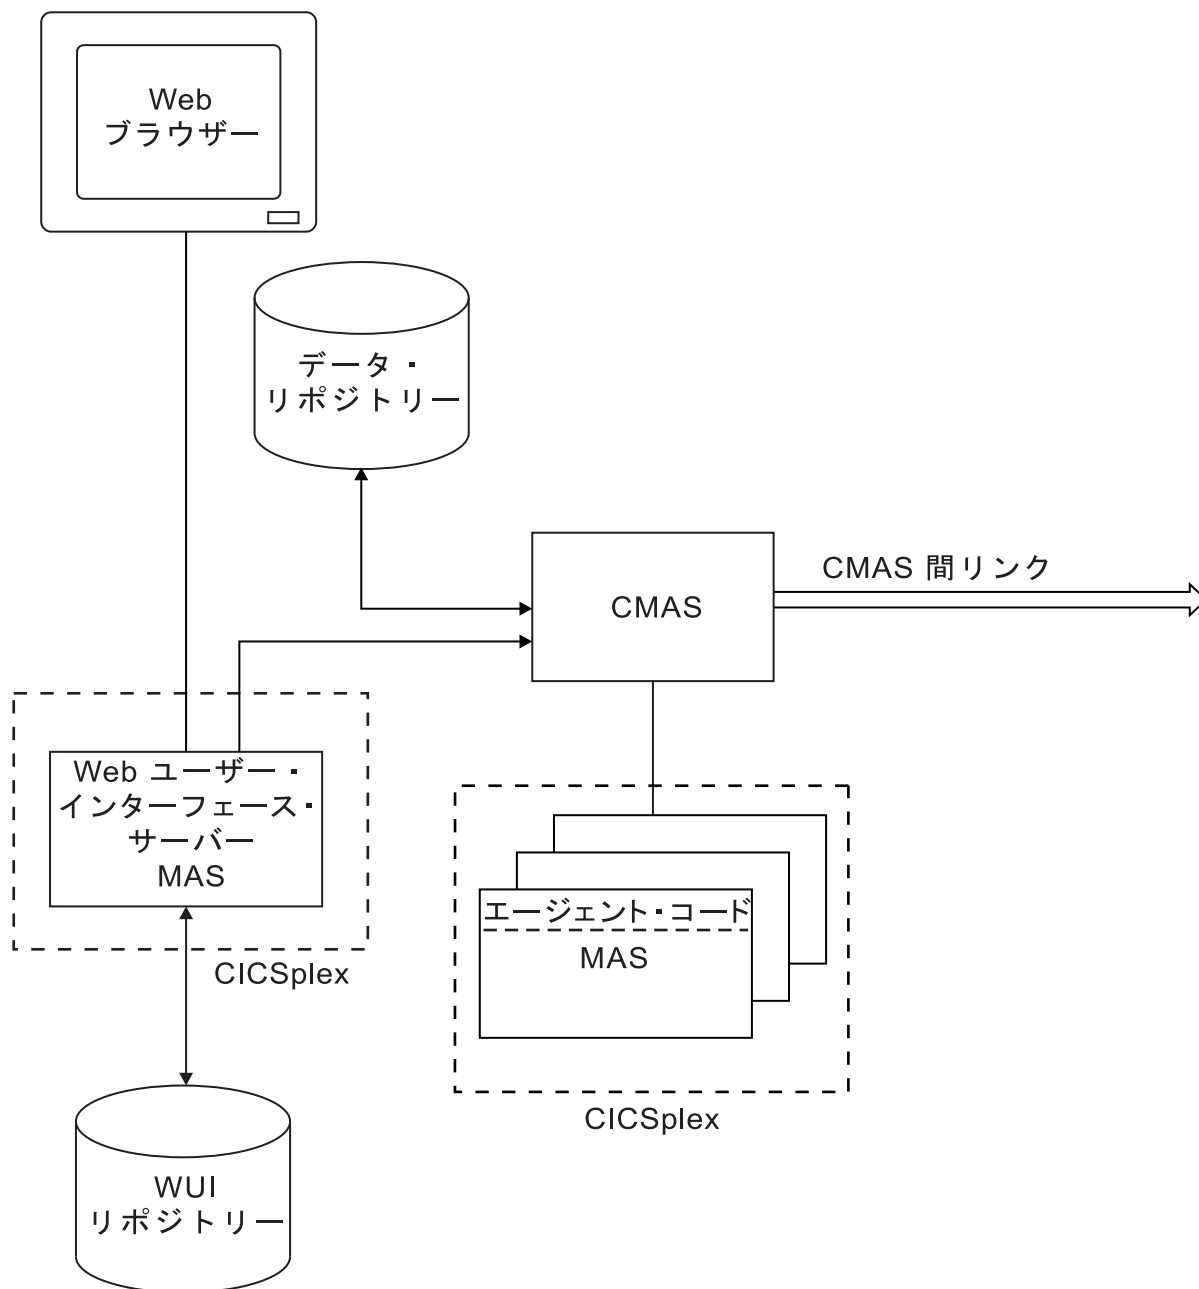 Web
ブラウザー
データ・
リポジトリー
CMAS 間リンク
CMAS
Web ユーザー・
インターフェース・
サーバー
MAS
エージェント・コード
MAS
CICSplex
CICSplex
WUI
リポジトリー